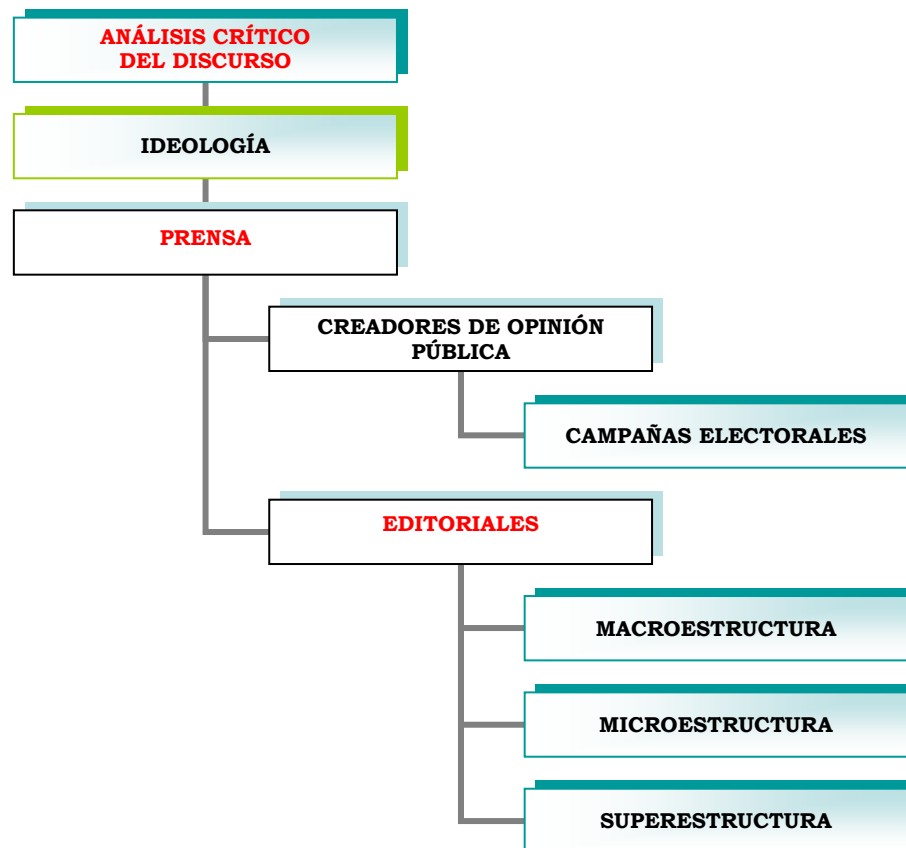 ANÁLISIS CRÍTICO
DEL DISCURSO
IDEOLOGÍA
PRENSA
CREADORES DE OPINIÓN
PÚBLICA
CAMPAÑAS ELECTORALES
EDITORIALES
MACROESTRUCTURA
MICROESTRUCTURA
SUPERESTRUCTURA